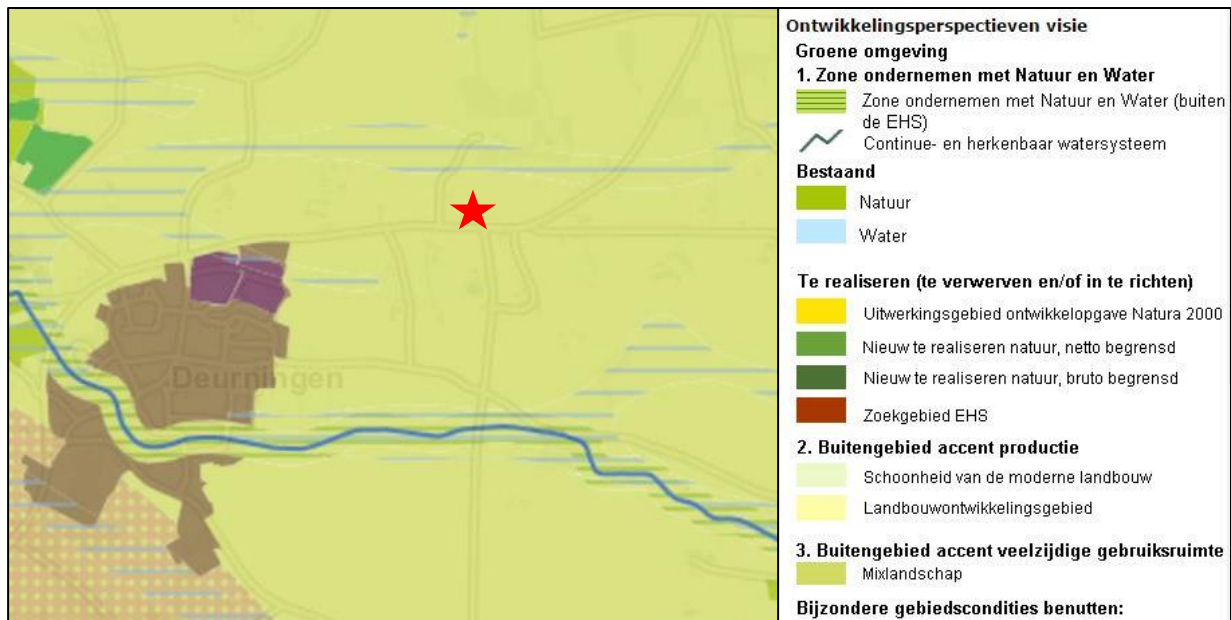 Deurningen
Ontwikkelingsperspectieven visie
Groene omgeving
1. Zone ondernemen met Natuur en Water
Zone ondernemen met Natuur en Water (buiten
de EHS)
Continue- en herkenbaar watersysteem
Bestaand
Natuur
Water
Te realiseren (te verwerven en/of in te richten)
Uitwerkingsgebied ontwikkelopgave Natura 2000
Nieuw te realiseren natuur, netto begrensd
Nieuw te realiseren natuur, bruto begrensd
Zoekgebied EHS
2. Buitengebied accent productie
Schoonheid van de moderne landbouw
Landbouwontwikkelingsgebied
3. Buitengebied accent veelzijdige gebruiksruimte
Mixlandschap
Bijzondere gebiedscondities benutten: